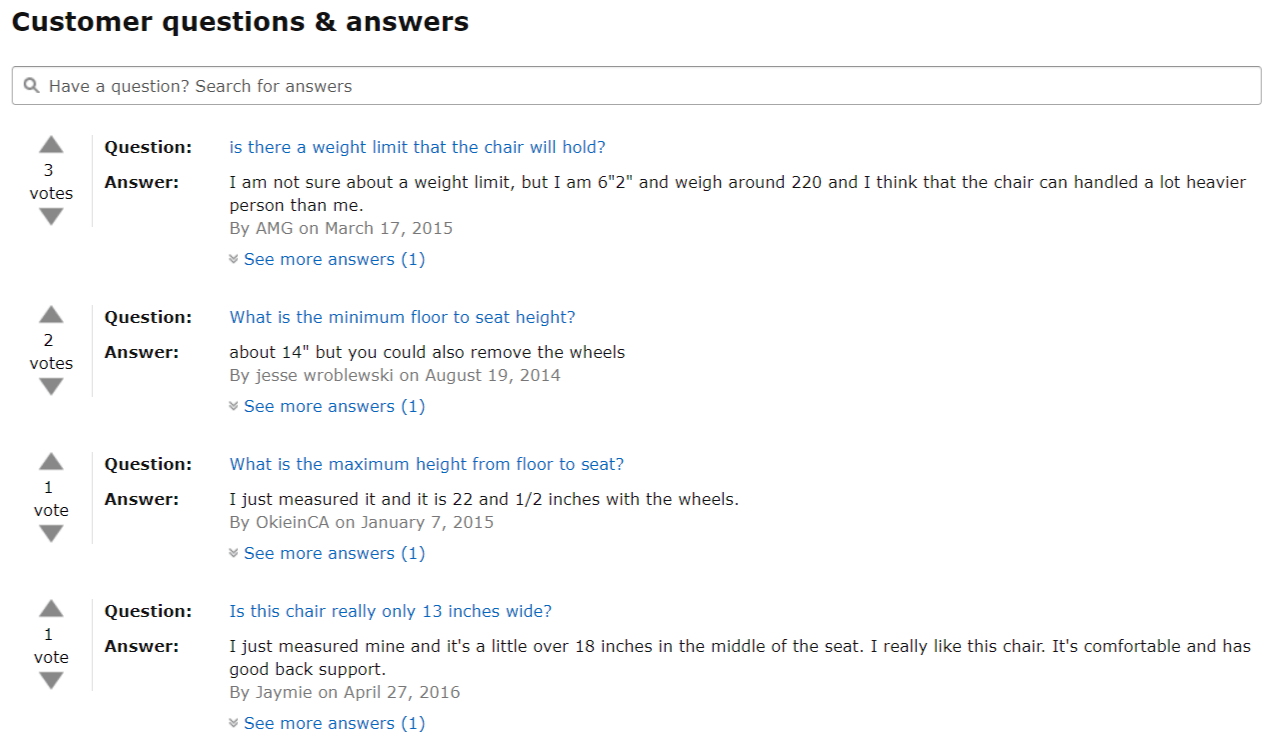 Customer questions & answers
Have a question? Search for answers
3
votes
Question: is there a weight limit that the chair will hold?
Answer: I am not sure about a weight limit, but I am 6"2" and weigh around 220 and I think that the chair can handled a lot heavier
person than me.
By AMG on March 17, 2015
See more answers (1)
2
votes
Question: What is the minimum floor to seat height?
Answer: about 14" but you could also remove the wheels
By jesse wroblewski on August 19, 2014
See more answers (1)
1
vote
Question: What is the maximum height from floor to seat?
Answer: I just measured it and it is 22 and 1/2 inches with the wheels.
By OkieinCA on January 7, 2015
See more answers (1)
1
vote
Question: Is this chair really only 13 inches wide?
Answer: I just measured mine and it's a little over 18 inches in the middle of the seat. I really like this chair. It's comfortable and has
good back support.
By Jaymie on April 27, 2016
See more answers (1)